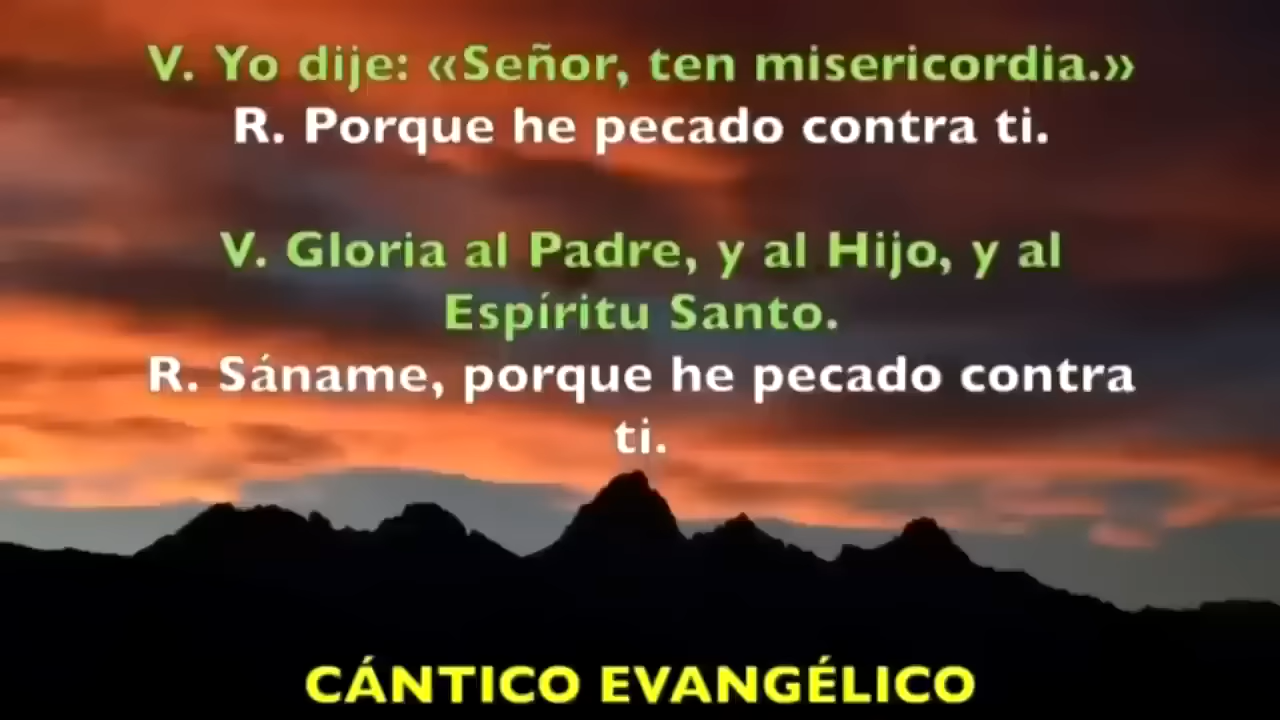 V. Yo dije: «Señor, ten misericordia.»
R. Porque he pecado contra ti.
V. Gloria al Padre, y al Hijo, y al
Espíritu Santo.
R. Sáname, porque he pecado contra
ti.
CÁNTICO EVANGÉLICO